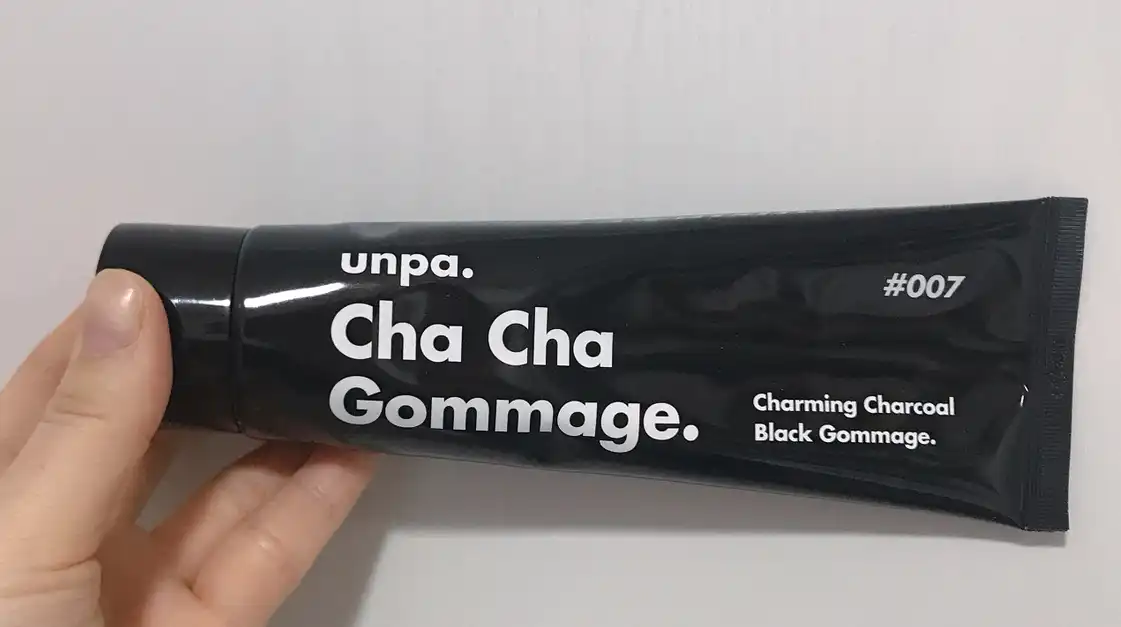 unpa.
Cha Cha
Gommage.
#007
Charming Charcoal
Black Gommage.